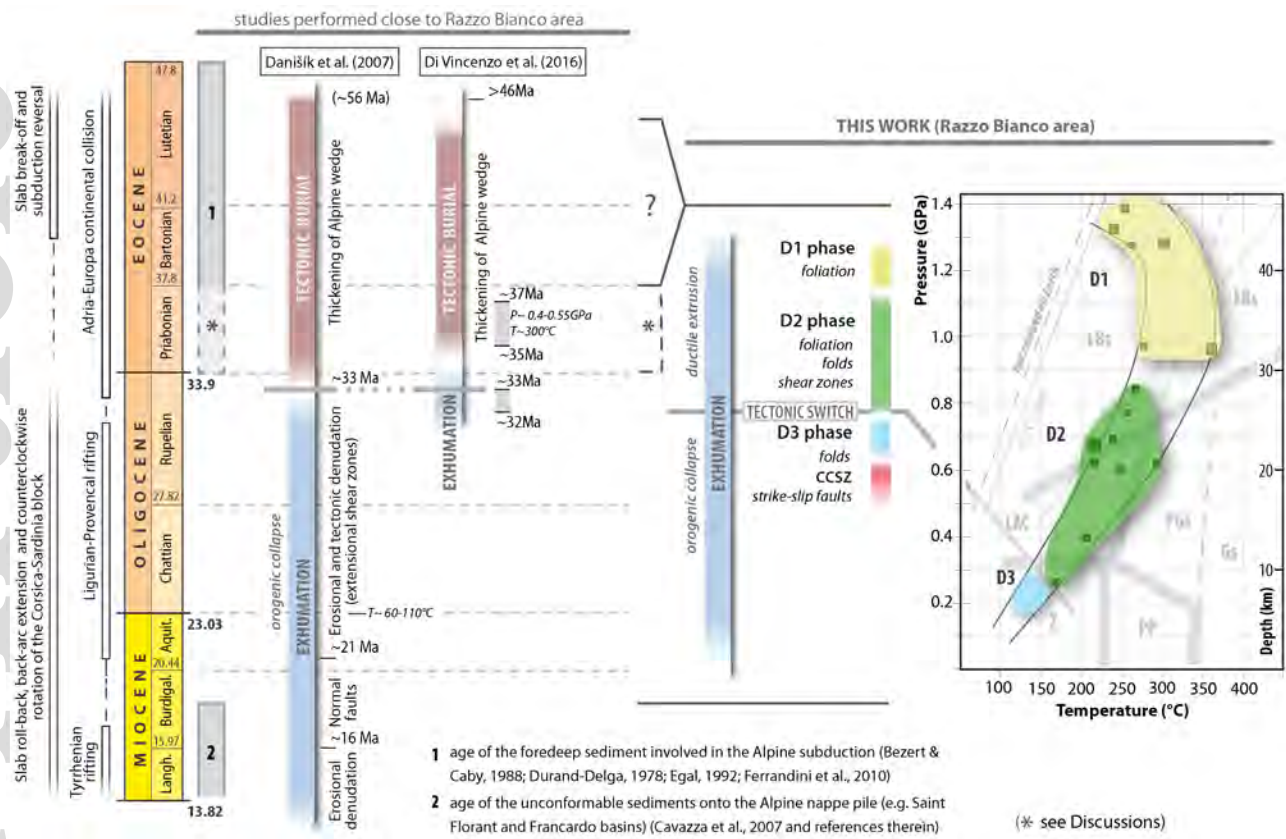 studies performed close to Razzo Bianco area
Danišík et al. (2007)
Di Vincenzo et al. (2016)
THIS WORK (Razzo Bianco area)
Slab break-off and
subduction reversal
Slab roll-back, back-arc extension and counterclockwise
rotation of the Corsica-Sardinia block
Adria-Europa continental collision
Ligurian-Provencal rifting
Tyrrhenian
rifting
EOCENE
OLIGOCENE
MIOCENE
47.8
Lutetian
41.2
Bartonian
37.8
Priabonian
33.9
Rupelian
27.82
Chattian
23.03
Aquit.
20.44
Burdigal.
15.97
Langh.
13.82
1
*
2
(~56 Ma)
TECTONIC BURIAL
Thickening of Alpine wedge
~33 Ma
orogenic collapse
EXHUMATION
Erosional and tectonic denudation
(extensional shear zones)
T~ 60-110°C
~21 Ma
? Normal
faults
~16 Ma
Erosional
denudation
>46Ma
TECTONIC BURIAL
Thickening of Alpine wedge
~37Ma
P~ 0.4-0.55GPa
T~300°C
~35Ma
~33Ma
~32Ma
EXHUMATION
?
*
ductile extrusion
orogenic collapse
EXHUMATION
D1 phase
foliation
D2 phase
foliation
folds
shear zones
TECTONIC SWITCH
D3 phase
folds
CCSZ
strike-slip faults
Pressure (GPa)
1.4
1.2
1.0
0.8
0.6
0.4
0.2
D1
D2
D3
LBs
EBs
LAC
PGs
Gs
Z
PP
40
30
20
10
Depth (km)
100 150 200 250 300 350 400
Temperature (°C)
1 age of the foredeep sediment involved in the Alpine subduction (Bezert &
Caby, 1988; Durand-Delga, 1978; Egal, 1992; Ferrandini et al., 2010)
2 age of the unconformable sediments onto the Alpine nappe pile (e.g. Saint
Florant and Francardo basins) (Cavazza et al., 2007 and references therein)
(* see Discussions)